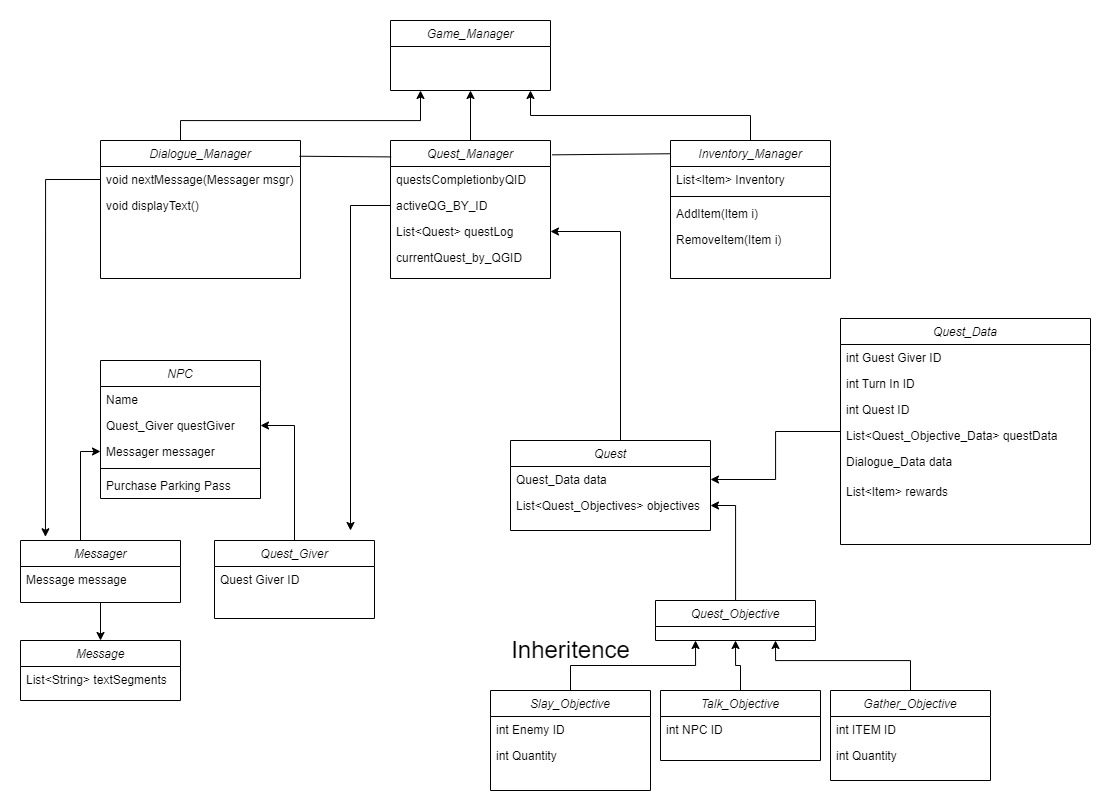 Game_Manager
Dialogue_Manager
void nextMessage(Messager msgr)
void displayText()
Quest_Manager
questsCompletionbyQID
activeQG_BY_ID
List<Quest> questLog
currentQuest_by_QGID
Inventory_Manager
List<Item> Inventory
AddItem(Item i)
RemoveItem(Item i)
Quest_Data
int Guest Giver ID
int Turn In ID
int Quest ID
List<Quest_Objective_Data> questData
Dialogue_Data data
List<Item> rewards
NPC
Name
Quest_Giver questGiver
Messager messager
Purchase Parking Pass
Quest
Quest_Data data
List<Quest_Objectives> objectives
Messager
Message message
Quest_Giver
Quest Giver ID
Message
List<String> textSegments
Quest_Objective
Inheritence
Slay_Objective
int Enemy ID
int Quantity
Talk_Objective
int NPC ID
Gather_Objective
int ITEM ID
int Quantity